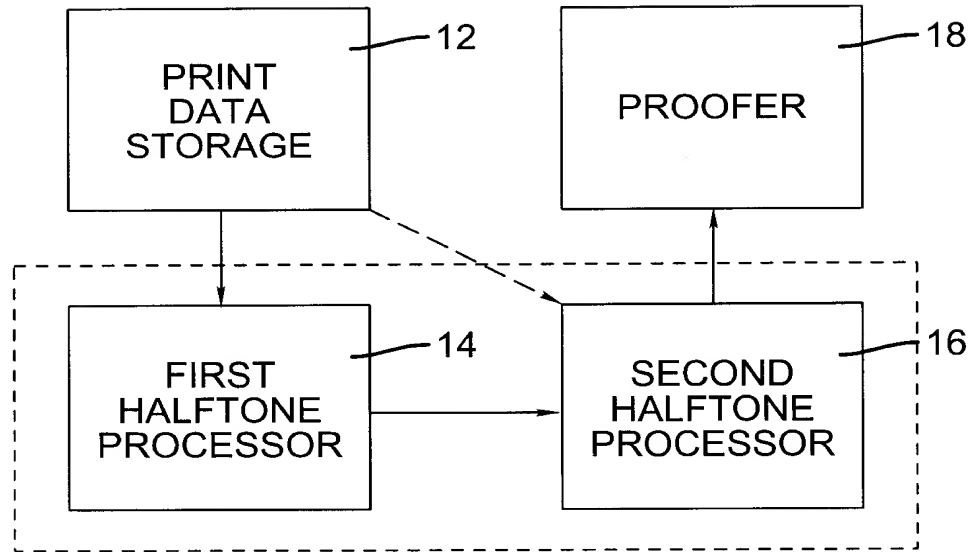 PRINT
DATA
STORAGE
12
PROOFER
18
FIRST
HALFTONE
PROCESSOR
14
SECOND
HALFTONE
PROCESSOR
16